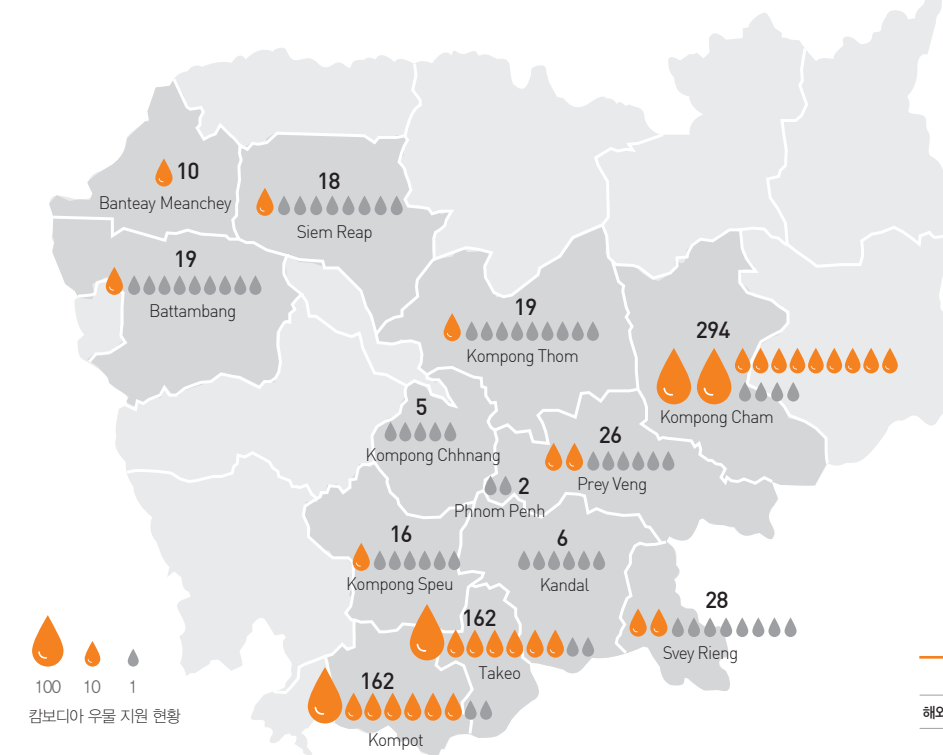 10
Banteay Meanchey
18
Siem Reap
19
Battambang
19
Kompong Thom
294
Kompong Cham
5
Kompong Chhnang
26
Prey Veng
2
Phnom Penh
16
Kompong Speu
6
Kandal
28
Svey Rieng
162
Takeo
162
Kompot
100 10 1
캄보디아 우물 지원 현황